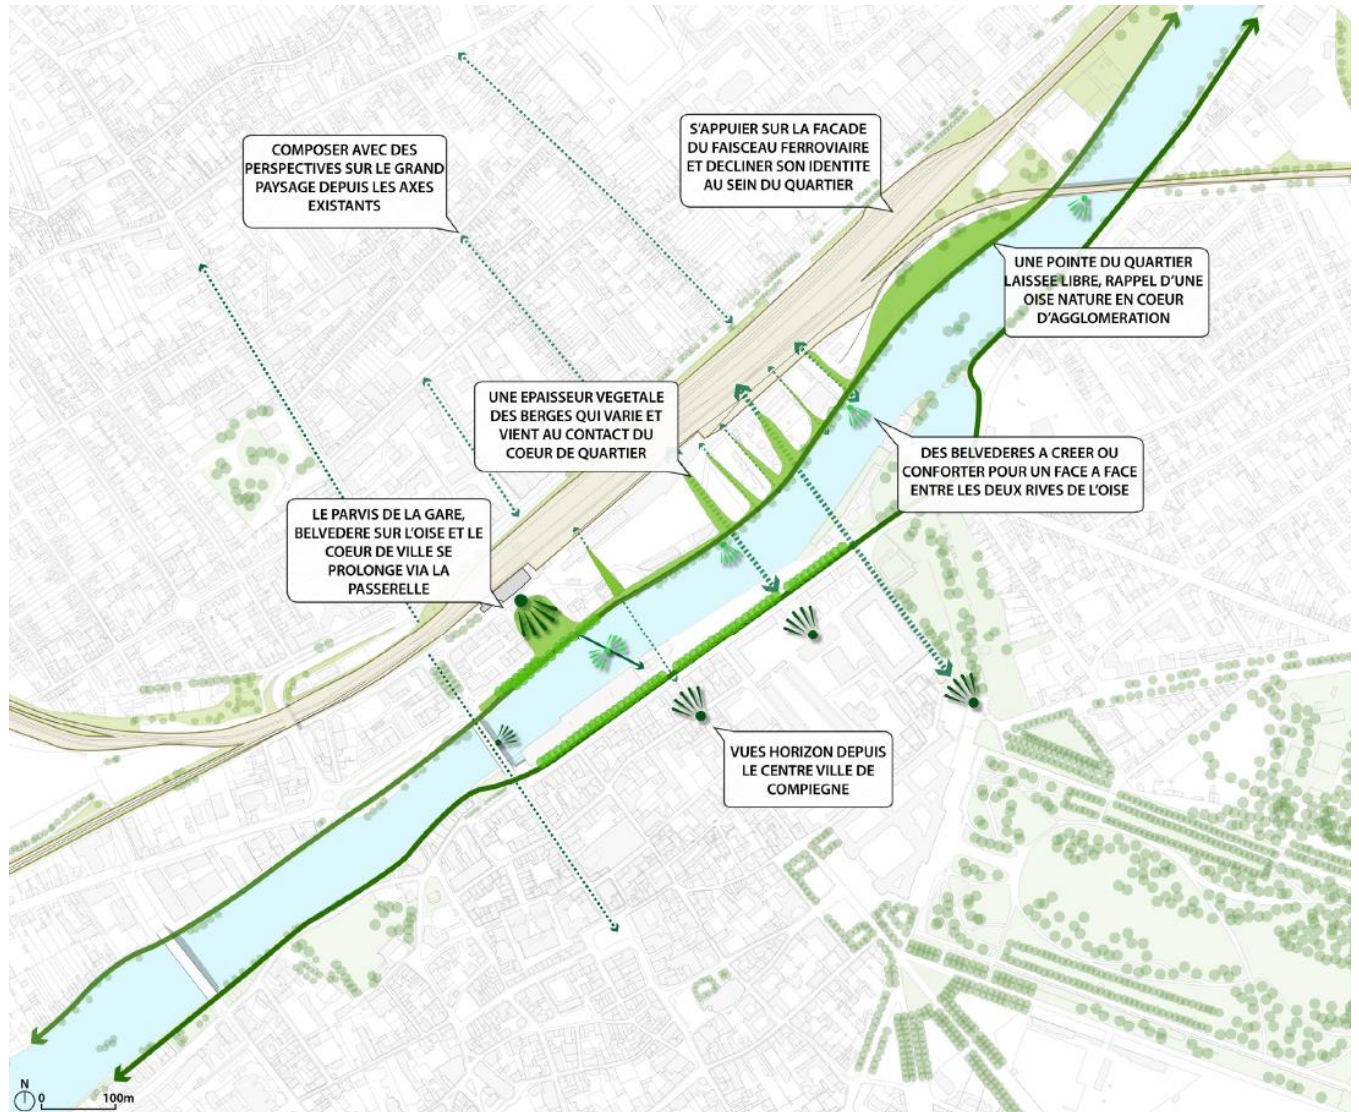 S'APPUIER SUR LA FACADE
DU FAISCEAU FERROVIAIRE
ET DECLINER SON IDENTITE
AU SEIN DU QUARTIER
COMPOSER AVEC DES
PERSPECTIVES SUR LE GRAND
PAYSAGE DEPUIS LES AXES
EXISTANTS
UNE POINTE DU QUARTIER
LAISSEE LIBRE, RAPPEL D'UNE
OISE NATURE EN COEUR
D'AGGLOMERATION
UNE EPAISSEUR VEGETALE
DES BERGES QUI VARIE ET
VIENT AU CONTACT DU
COEUR DE QUARTIER
DES BELVEDERES A CREER OU
CONFORTER POUR UN FACE A FACE
ENTRE LES DEUX RIVES DE L'OISE
LE PARVIS DE LA GARE,
BELVEDERE SUR L'OISE ET LE
COEUR DE VILLE SE
PROLONGE VIA LA
PASSERELLE
VUES HORIZON DEPUIS
LE CENTRE VILLE DE
COMPIEGNE
N
0 100m